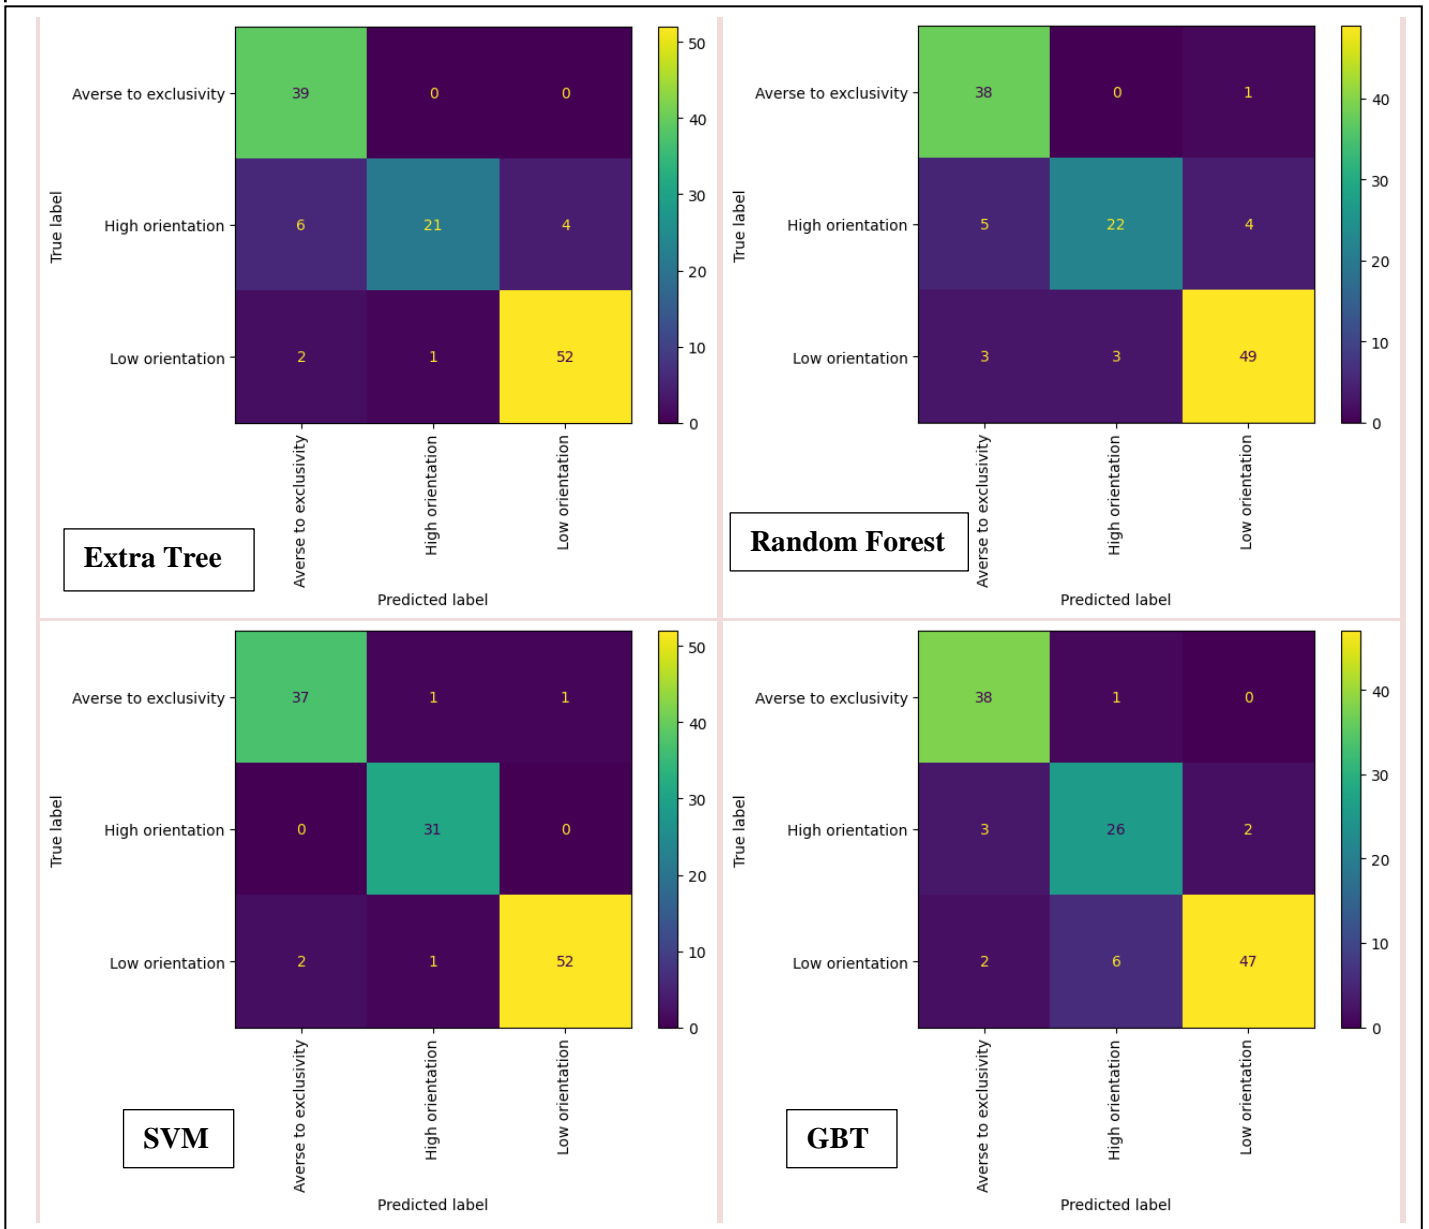 Averse to exclusivity
High orientation
Low orientation
True label
39 0 0
6 21 4
2 1 52
50
40
30
20
10
0
Averse to exclusivity
High orientation
Low orientation
Predicted label
Extra Tree
Averse to exclusivity
High orientation
Low orientation
True label
38 0 1
5 22 4
3 3 49
40
30
20
10
0
Averse to exclusivity
High orientation
Low orientation
Predicted label
Random Forest
Averse to exclusivity
High orientation
Low orientation
True label
37 1 1
0 31 0
2 1 52
50
40
30
20
10
0
Averse to exclusivity
High orientation
Low orientation
Predicted label
SVM
Averse to exclusivity
High orientation
Low orientation
True label
38 1 0
3 26 2
2 6 47
40
30
20
10
0
Averse to exclusivity
High orientation
Low orientation
Predicted label
GBT